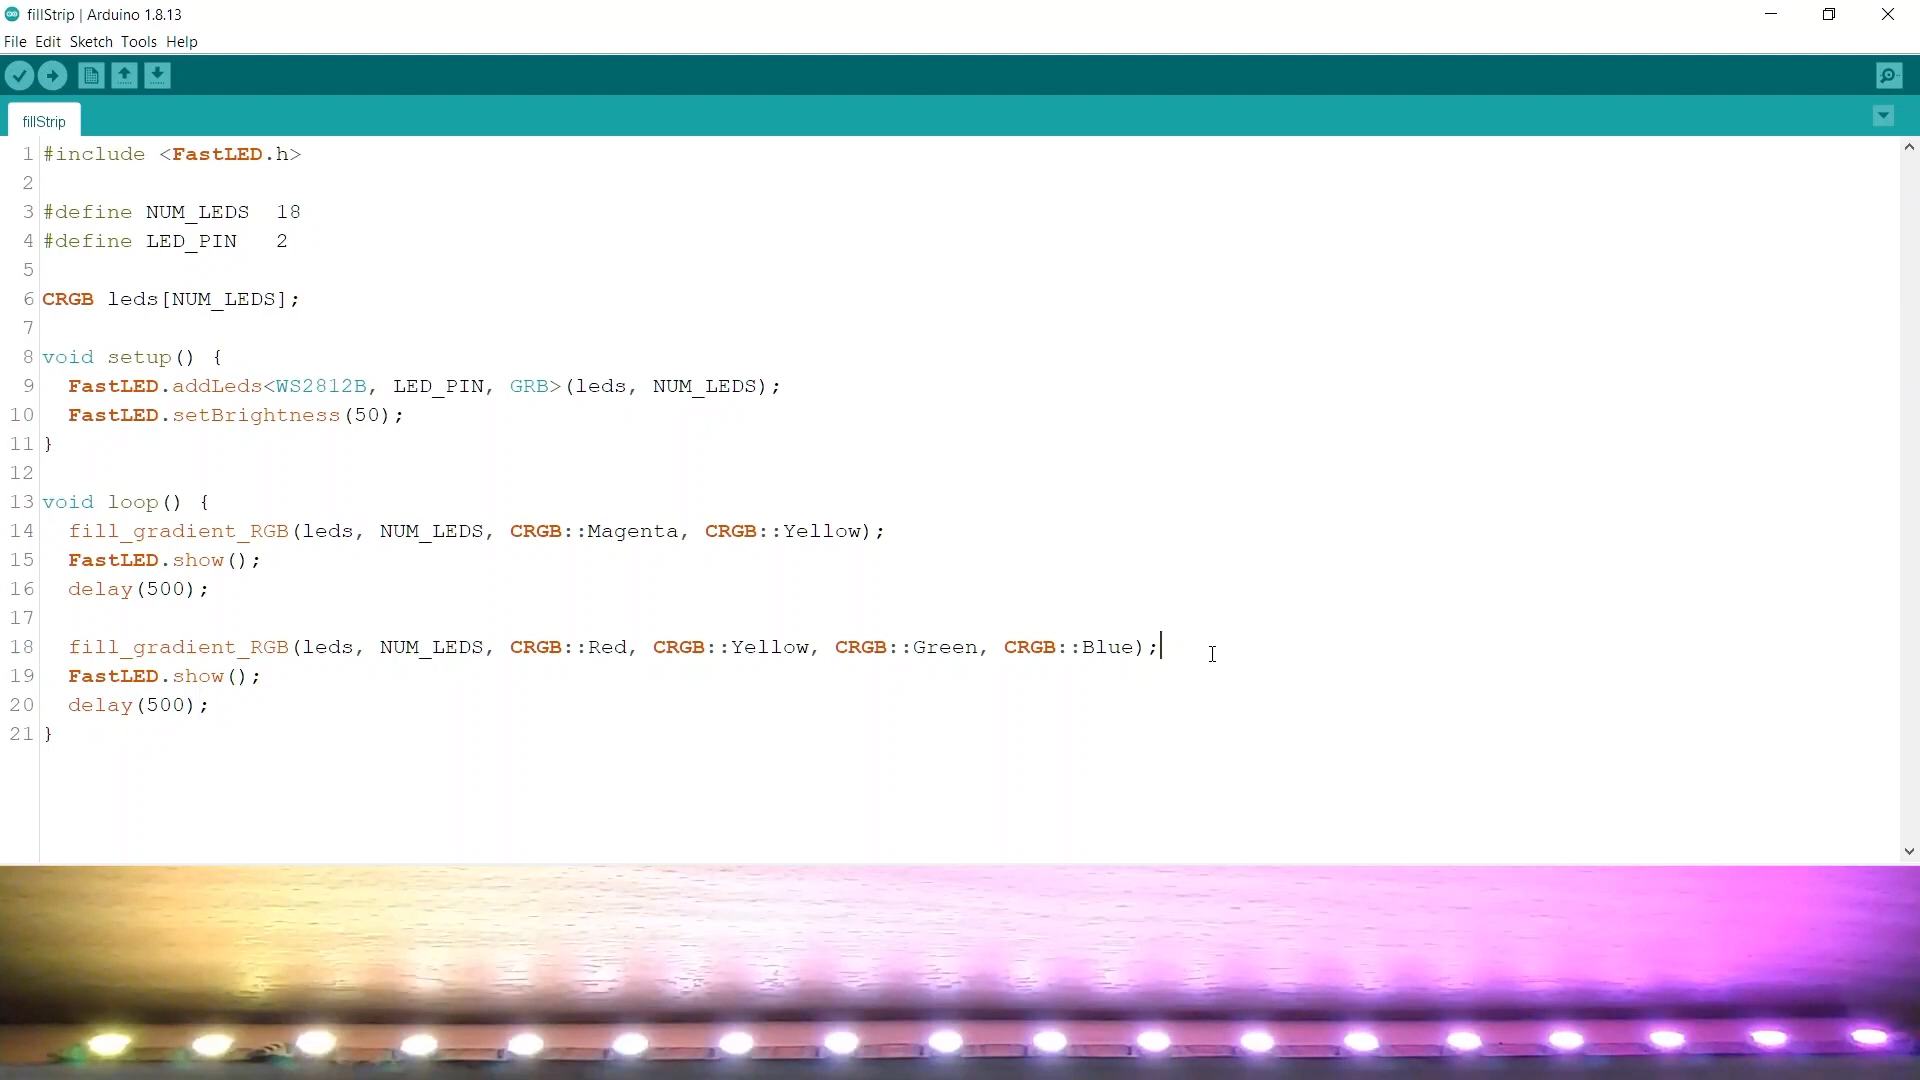 fillStrip | Arduino 1.8.13
File Edit Sketch Tools Help
fillStrip
1 #include <FastLED.h>
2
3 #define NUM_LEDS  18
4 #define LED_PIN   2
5
6 CRGB leds[NUM_LEDS];
7
8 void setup() {
9   FastLED.addLeds<WS2812B, LED_PIN, GRB>(leds, NUM_LEDS);
10   FastLED.setBrightness(50);
11 }
12
13 void loop() {
14   fill_gradient_RGB(leds, NUM_LEDS, CRGB::Magenta, CRGB::Yellow);
15   FastLED.show();
16   delay(500);
17
18   fill_gradient_RGB(leds, NUM_LEDS, CRGB::Red, CRGB::Yellow, CRGB::Green, CRGB::Blue);
19   FastLED.show();
20   delay(500);
21 }